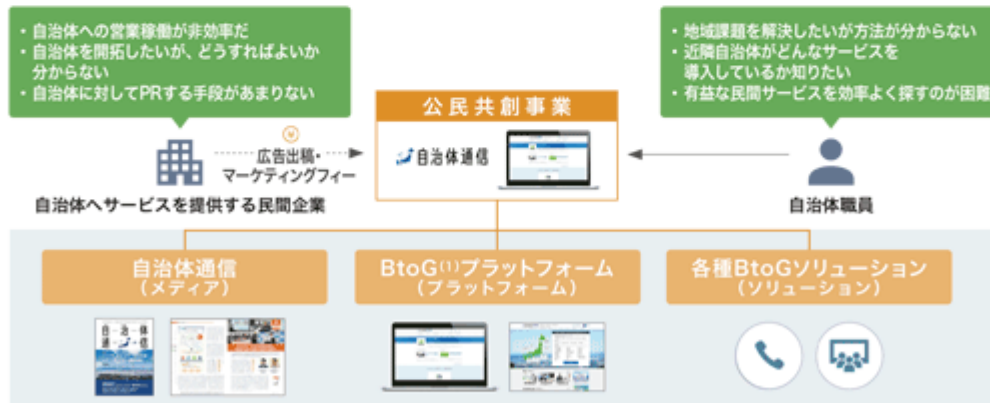 ・自治体への営業稼働が非効率だ
・自治体を開拓したいが、どうすればよいか
分からない
・自治体に対してPRする手段があまりない
・地域課題を解決したいが方法が分からない
・近隣自治体がどんなサービスを
導入しているか知りたい
・有益な民間サービスを効率よく探すのが困難
公民共創事業
自治体通信
¥
広告出稿・
マーケティングフィー
自治体へサービスを提供する民間企業
自治体職員
自治体通信
(メディア)
BtoG(1)プラットフォーム
(プラットフォーム)
各種BtoGソリューション
(ソリューション)
自治体
通信